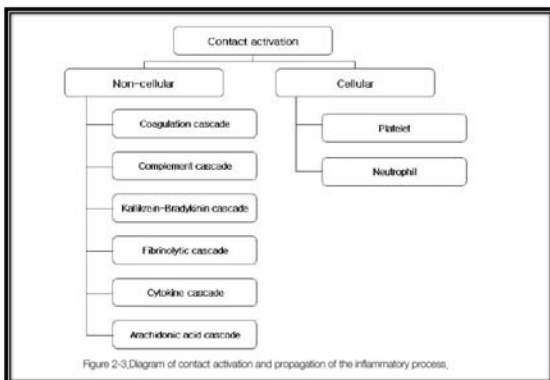 Contact activation
Non-cellular
Cellular
Coagulation cascade
Complement cascade
Kallikrein-Bradykinin cascade
Fibrinolytic cascade
Cytokine cascade
Arachidonic acid cascade
Platelet
Neutrophil
Figure 2-3,Diagram of contact activation and propagation of the inflammatory process,